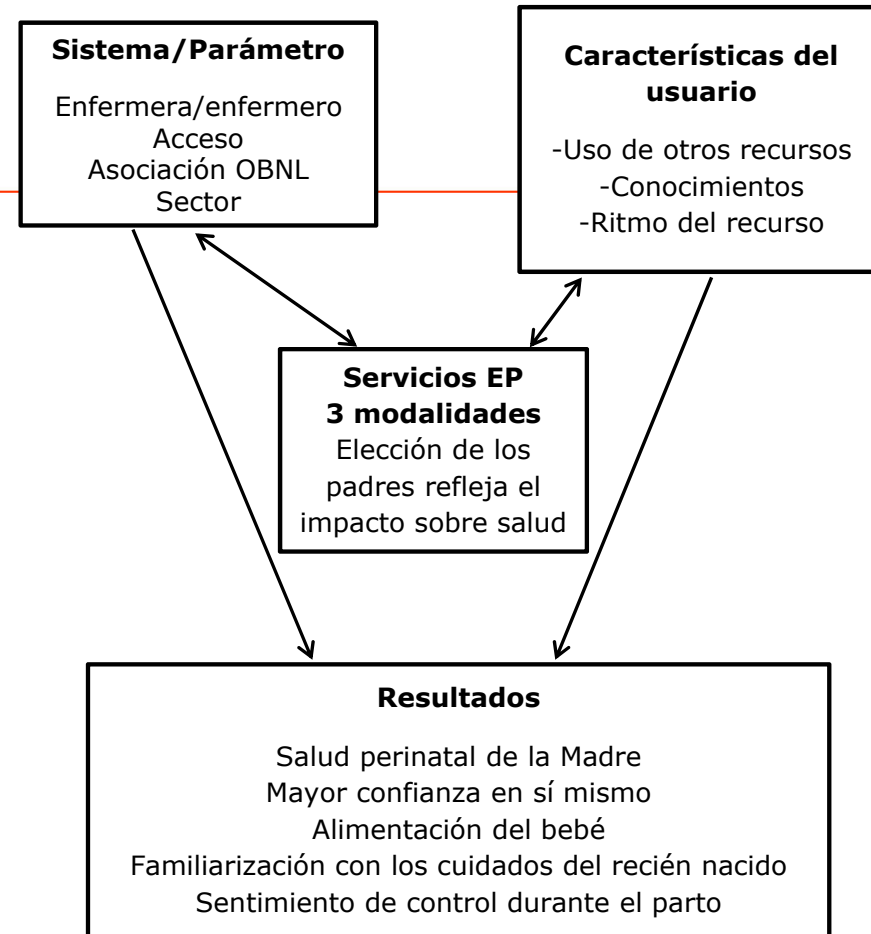 Sistema/Parámetro
Enfermera/enfermero
Acceso
Asociación OBNL
Sector
Características del
usuario
-Uso de otros recursos
-Conocimientos
-Ritmo del recurso
Servicios EP
3 modalidades
Elección de los
padres refleja el
impacto sobre salud
Resultados
Salud perinatal de la Madre
Mayor confianza en sí mismo
Alimentación del bebé
Familiarización con los cuidados del recién nacido
Sentimiento de control durante el parto